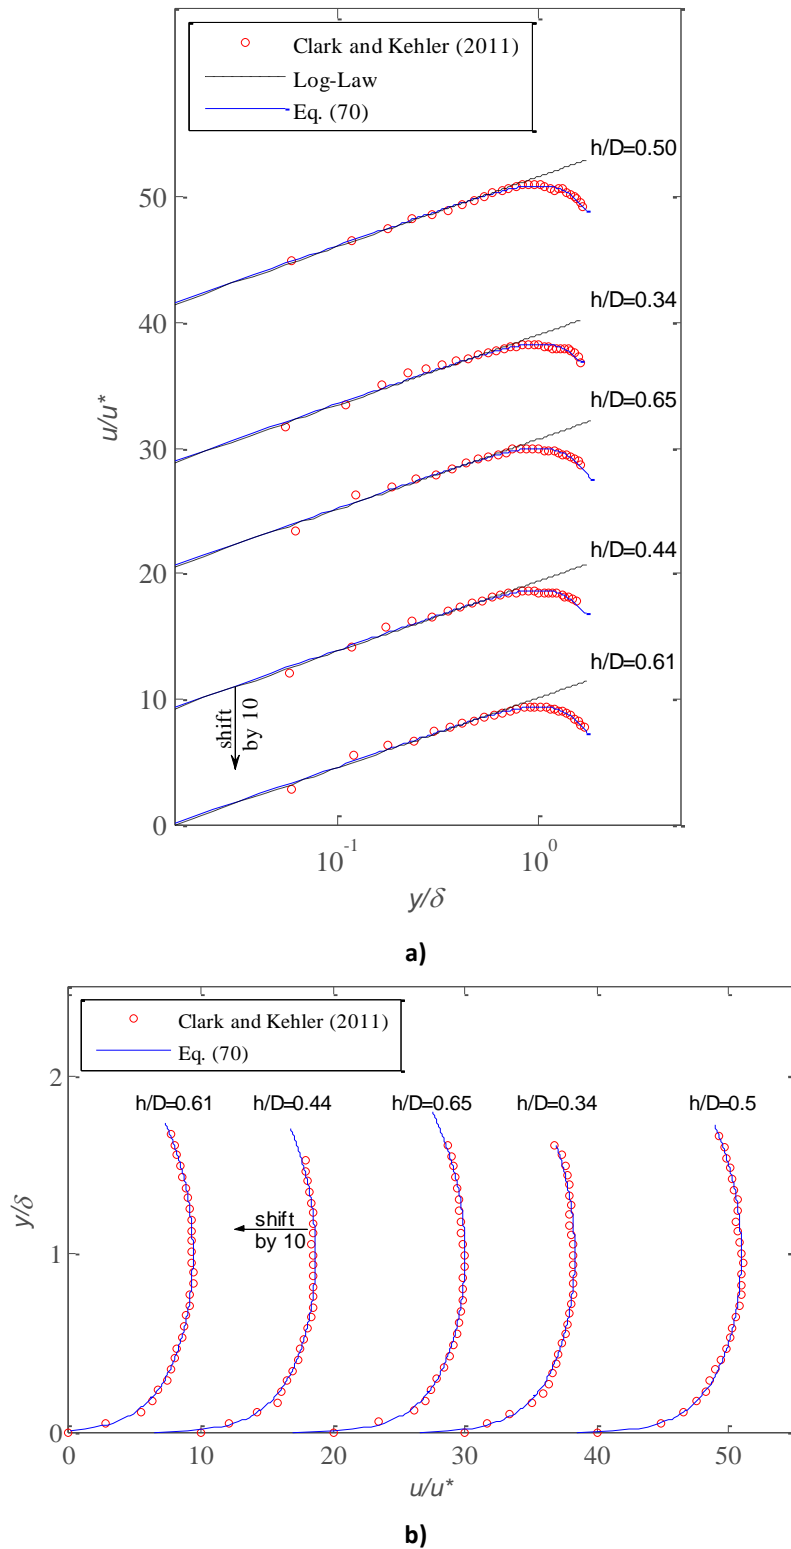 Clark and Kehler (2011)
Log-Law
Eq. (70)
h/D=0.50
50
h/D=0.34
40
u/u*
h/D=0.65
30
h/D=0.44
20
h/D=0.61
10
shift
by 10
0
10-1
100
y/δ
a)
Clark and Kehler (2011)
Eq. (70)
2
h/D=0.61 h/D=0.44 h/D=0.65 h/D=0.34 h/D=0.5
y/δ
shift
by 10
1
0
0 10 20 30 40 50
u/u*
b)